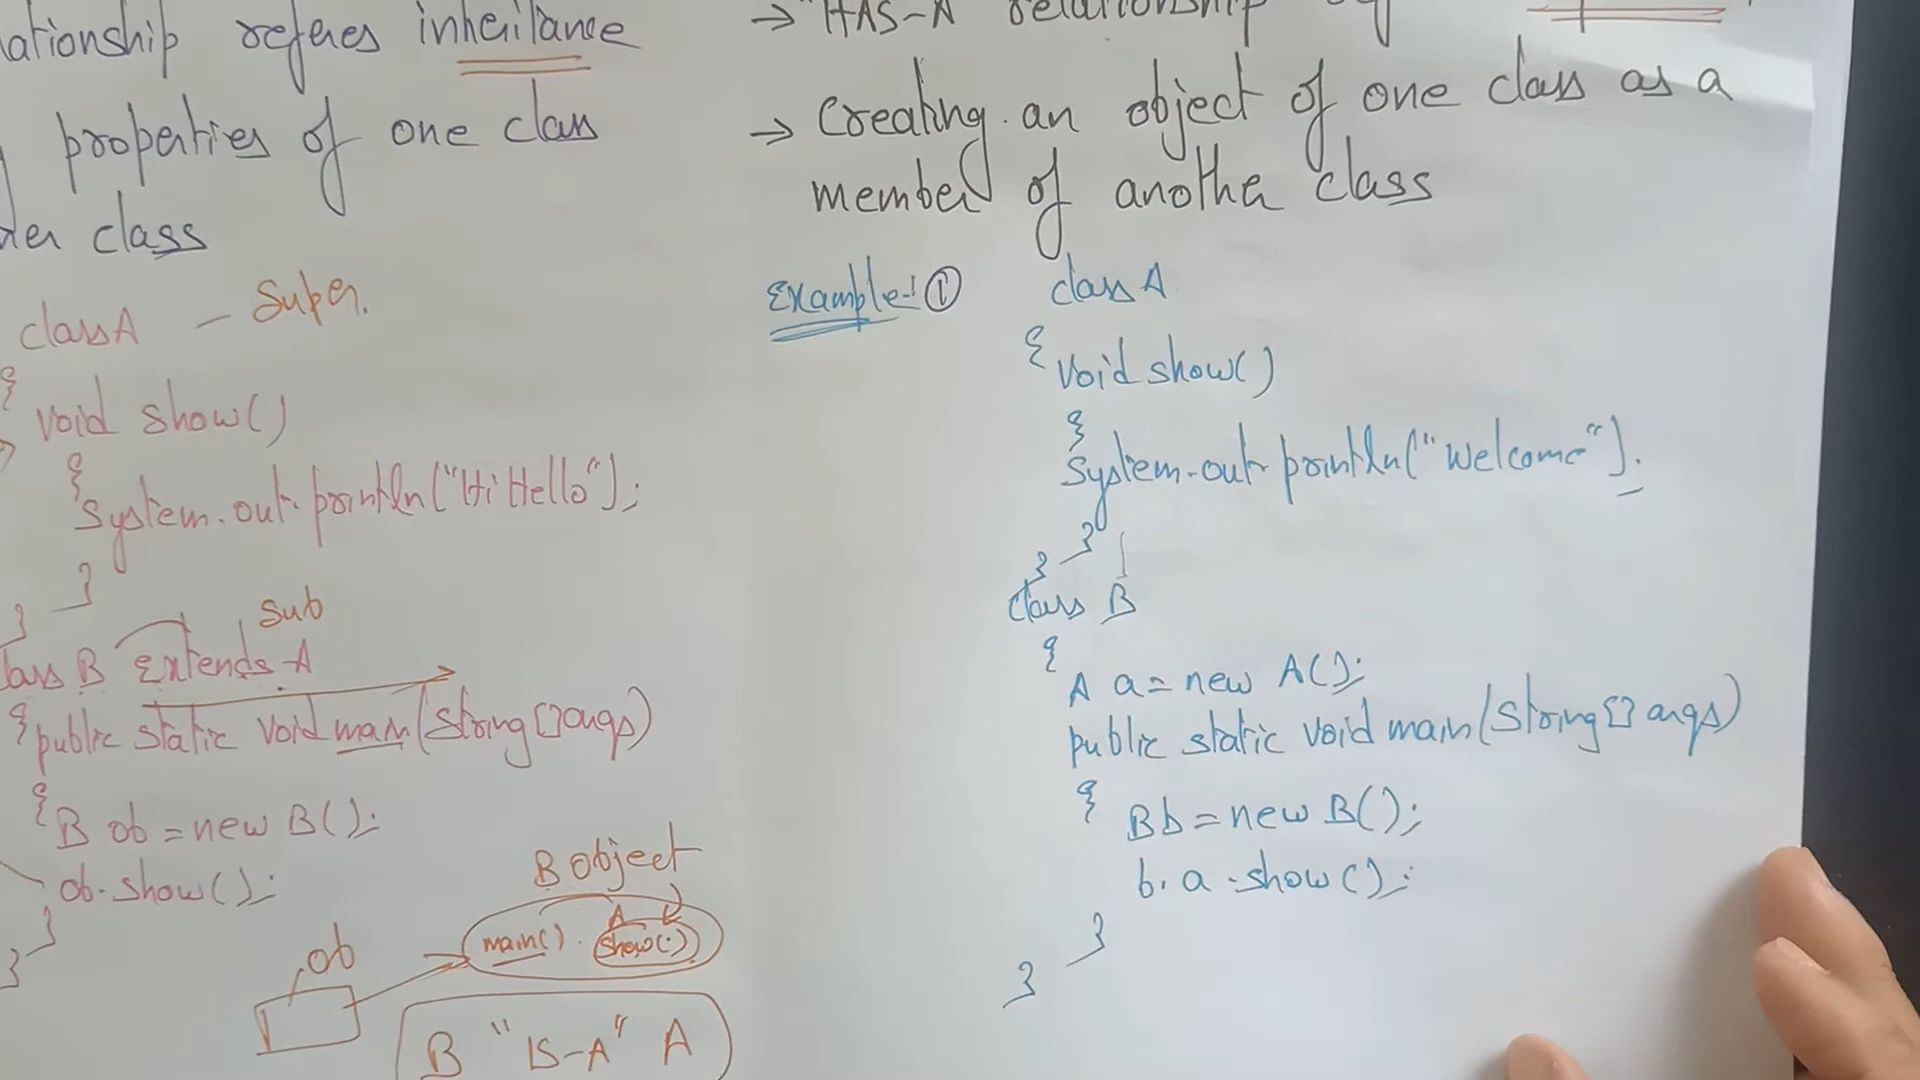 relationship referes inheritance
properties of one class
class
class A – Super.
{
void show()
{
System.out.println("Hi Hello");
}
}
Sub
class B extends A
{public static void main(String[]args)
{
B ob = new B();
ob.show();
}
}
B object
ob
main().
A
show()
B "IS-A" A
→ HAS-A relationship
→ Creating an object of one class as a
member of another class
Example:- ① class A
{
void show()
{
System.out.println("Welcome");
}
}
class B
{
A a = new A();
public static void main(String[] args)
{ B b = new B();
b.a.show();
}
}